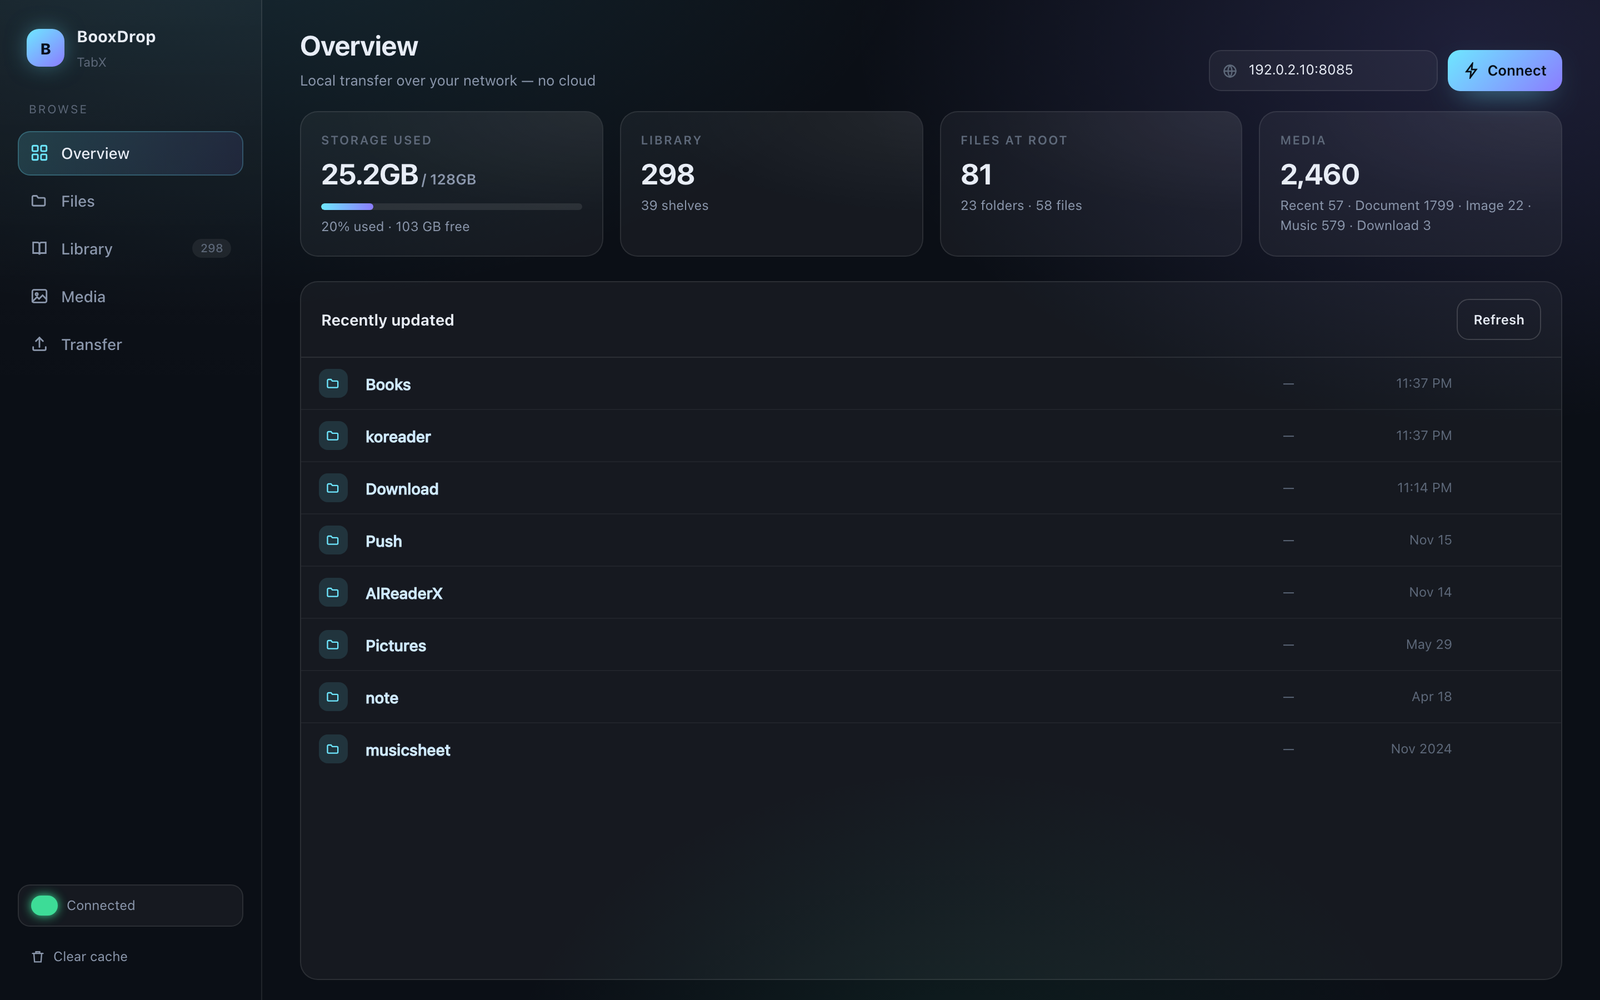 B
BooxDrop
TabX
BROWSE
Overview
Files
Library 298
Media
Transfer
Connected
Clear cache
Overview
Local transfer over your network — no cloud
192.0.2.10:8085
Connect
STORAGE USED
25.2GB / 128GB
20% used · 103 GB free
LIBRARY
298
39 shelves
FILES AT ROOT
81
23 folders · 58 files
MEDIA
2,460
Recent 57 · Document 1799 · Image 22 ·
Music 579 · Download 3
Recently updated
Refresh
Books — 11:37 PM
koreader — 11:37 PM
Download — 11:14 PM
Push — Nov 15
AlReaderX — Nov 14
Pictures — May 29
note — Apr 18
musicsheet — Nov 2024